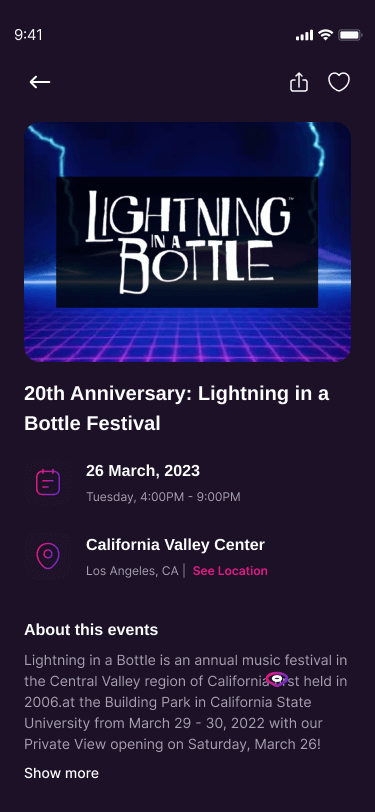 9:41
LIGHTNING™
IN A
BOTTLE
20th Anniversary: Lightning in a
Bottle Festival
26 March, 2023
Tuesday, 4:00PM - 9:00PM
California Valley Center
Los Angeles, CA | See Location
About this events
Lightning in a Bottle is an annual music festival in
the Central Valley region of California held in
2006.at the Building Park in California State
University from March 29 - 30, 2022 with our
Private View opening on Saturday, March 26!
Show more